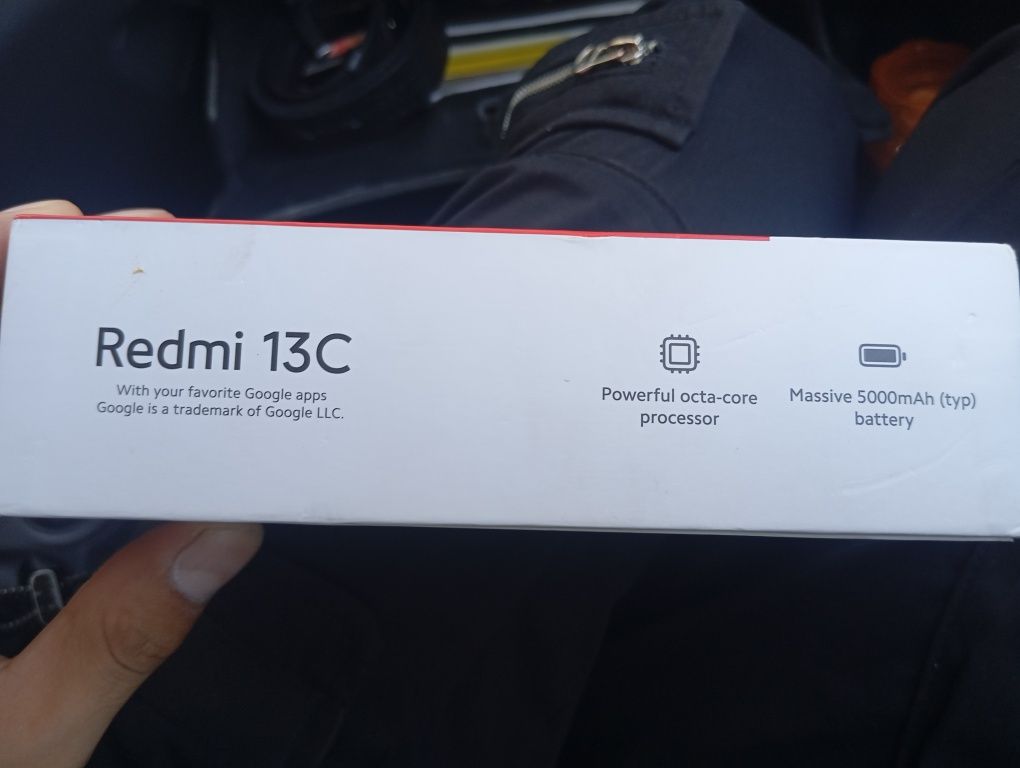 Redmi 13C
With your favorite Google apps
Google is a trademark of Google LLC.
Powerful octa-core
processor
Massive 5000mAh (typ)
battery